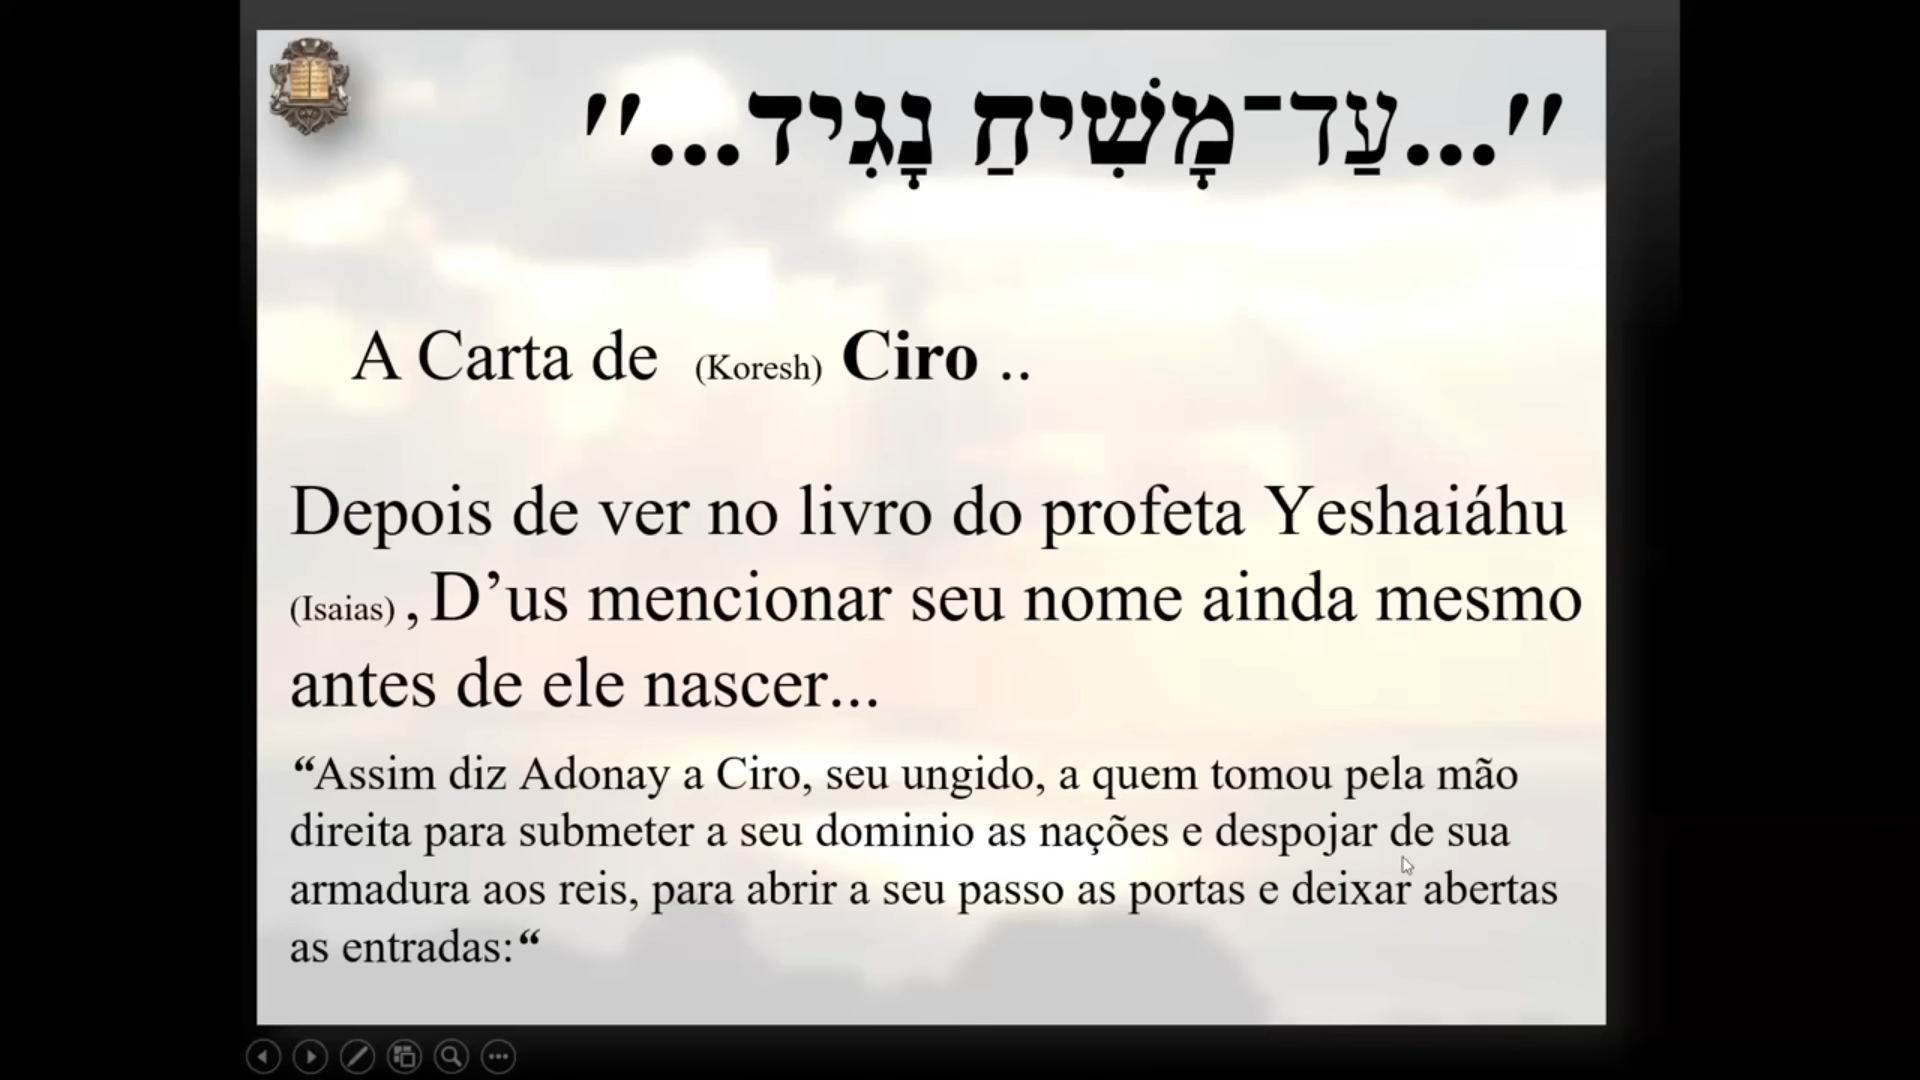 "...עַד־מָשִׁיחַ נָגִיד..."
A Carta de (Koresh) Ciro ..
Depois de ver no livro do profeta Yeshaiáhu
(Isaias) , D’us mencionar seu nome ainda mesmo
antes de ele nascer...
“Assim diz Adonay a Ciro, seu ungido, a quem tomou pela mão
direita para submeter a seu dominio as nações e despojar de sua
armadura aos reis, para abrir a seu passo as portas e deixar abertas
as entradas:“